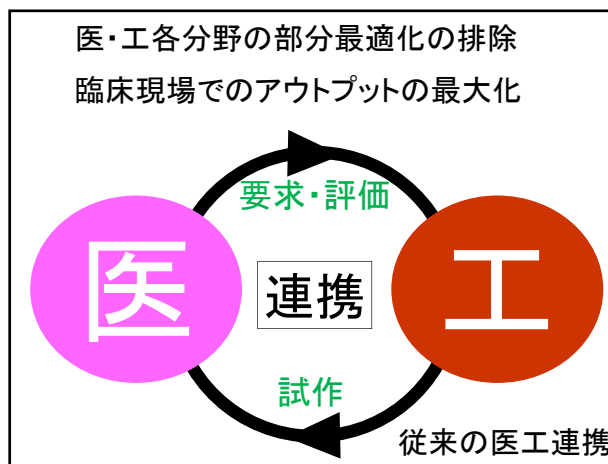 医・工各分野の部分最適化の排除
臨床現場でのアウトプットの最大化
要求・評価
医
連携
工
試作
従来の医工連携